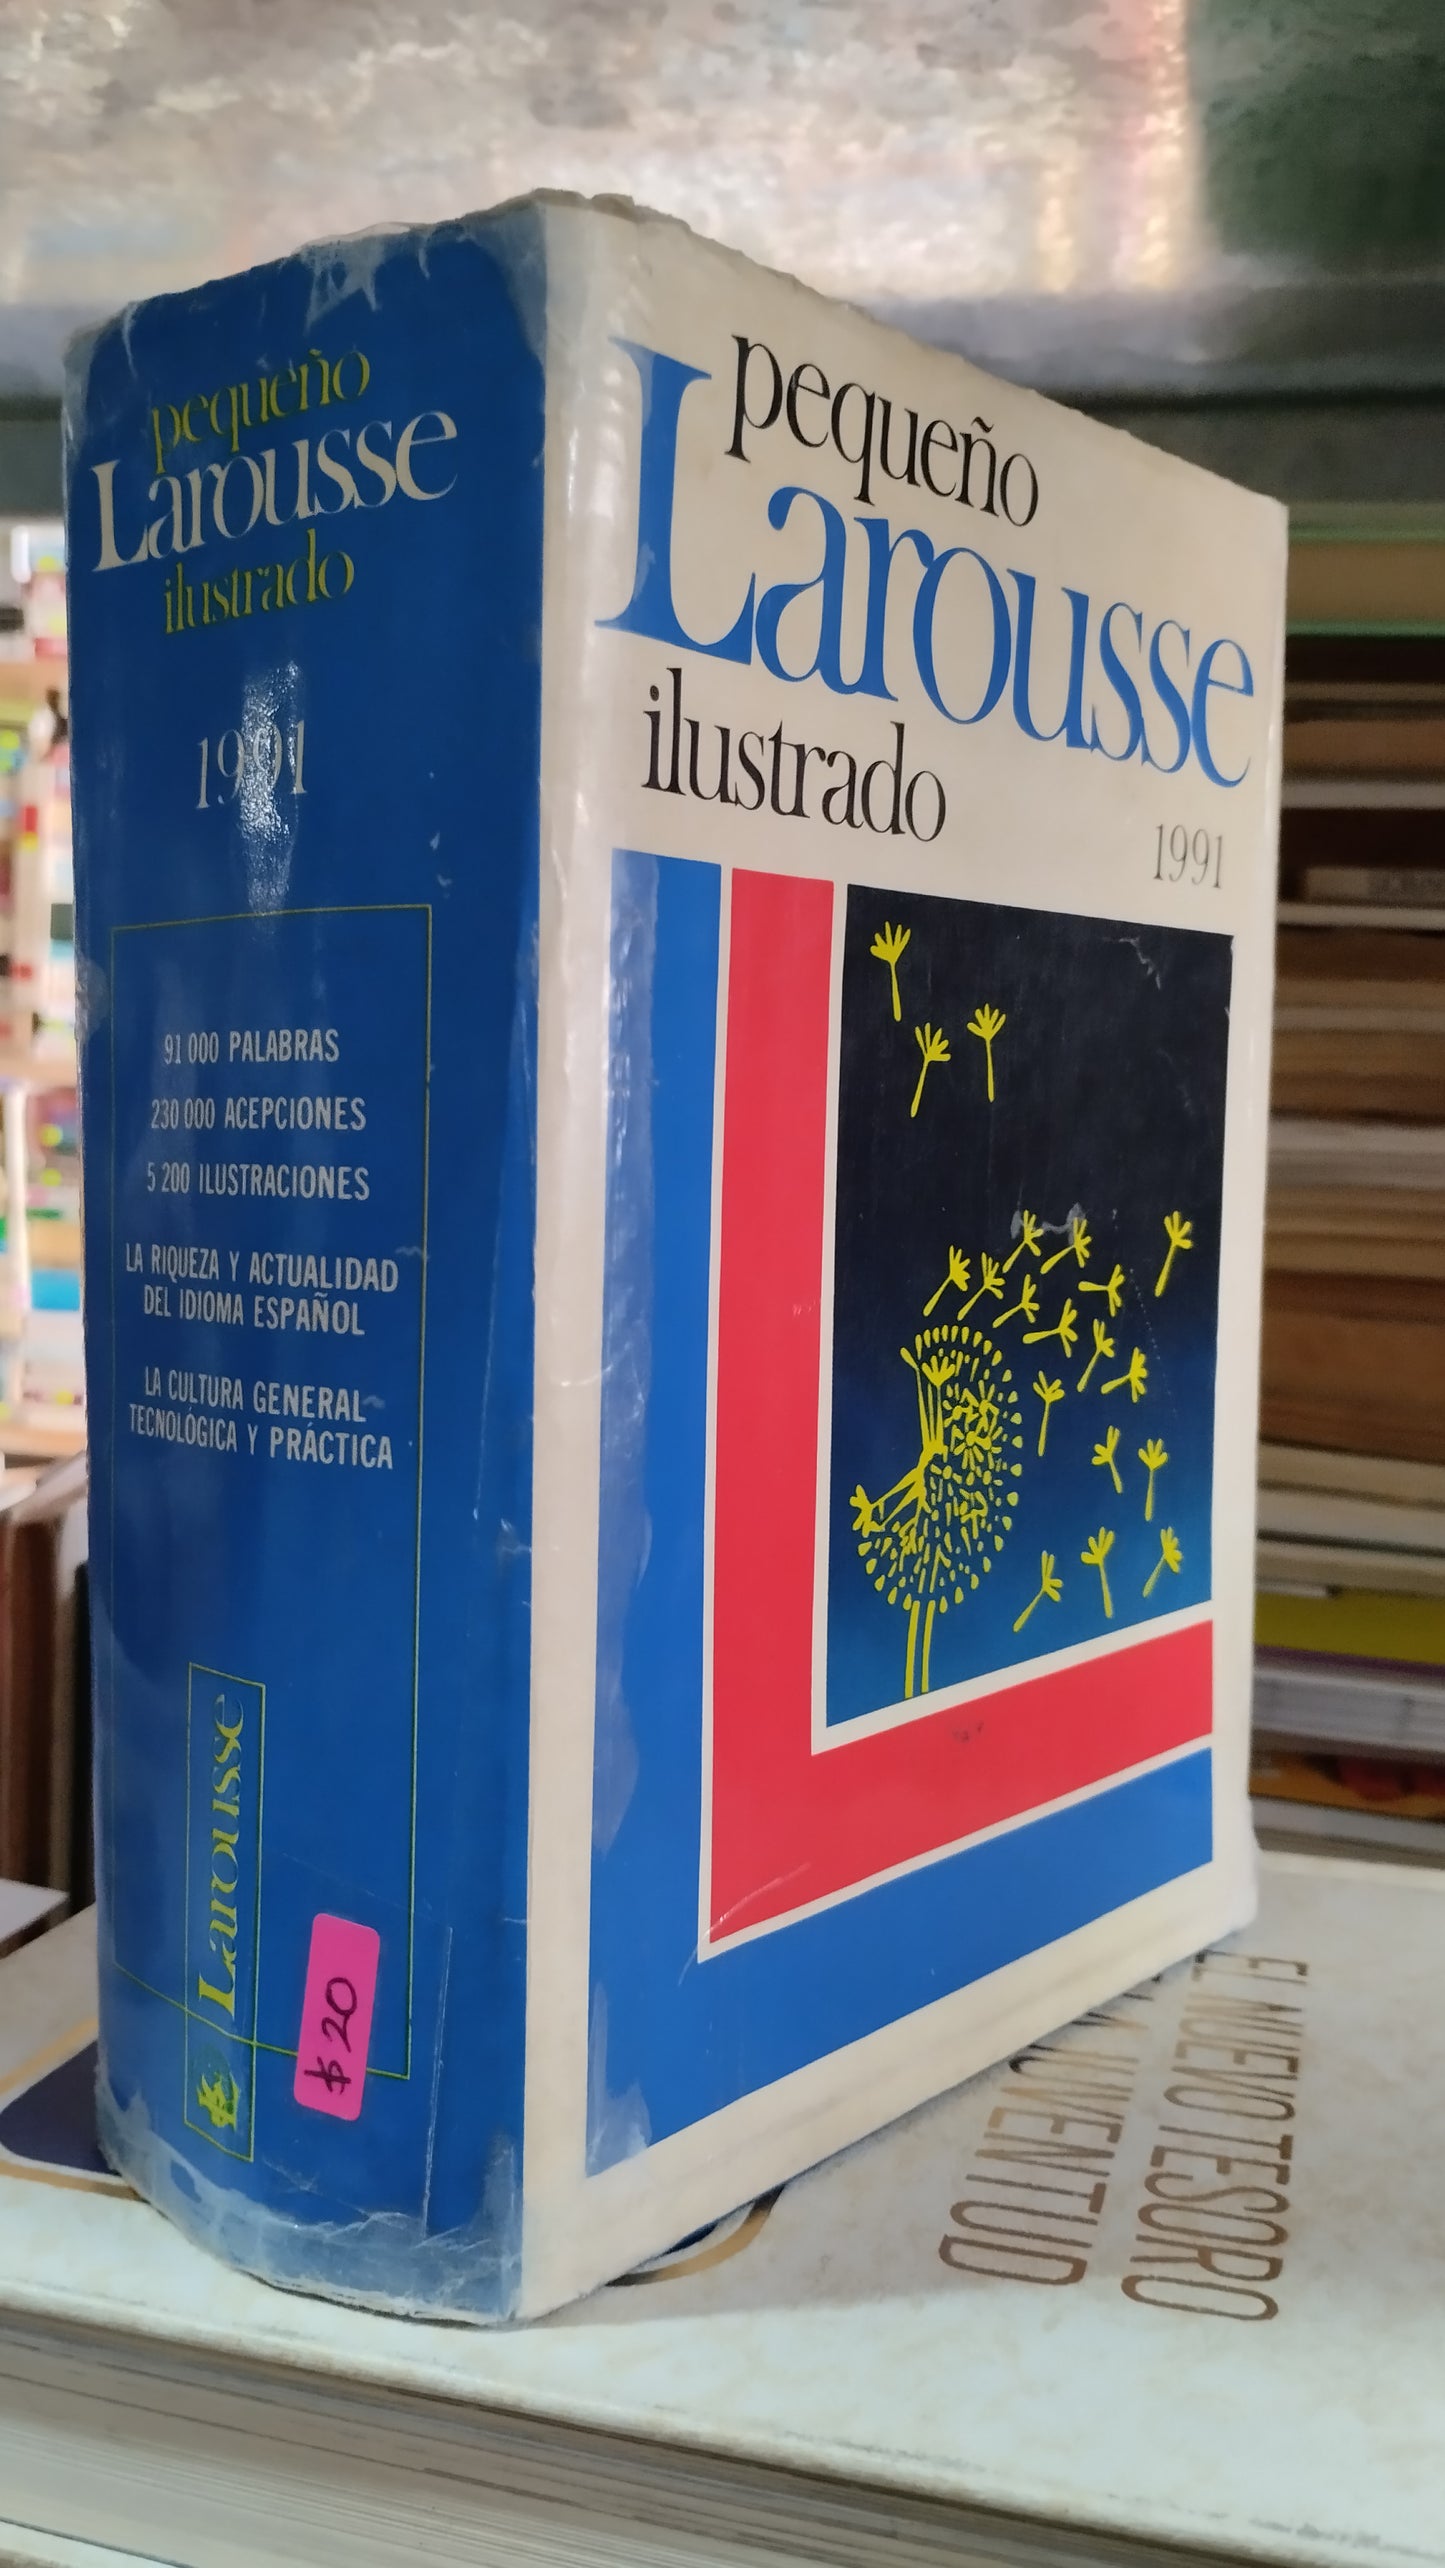 pequeño
Larousse
ilustrado
1991
91 000 PALABRAS
230 000 ACEPCIONES
5 200 ILUSTRACIONES
LA RIQUEZA Y ACTUALIDAD
DEL IDIOMA ESPAÑOL
LA CULTURA GENERAL
TECNOLÓGICA Y PRÁCTICA
Larousse
$20
pequeño
Larousse
ilustrado
1991
EL NUEVO TESORO
LA JUVENTUD